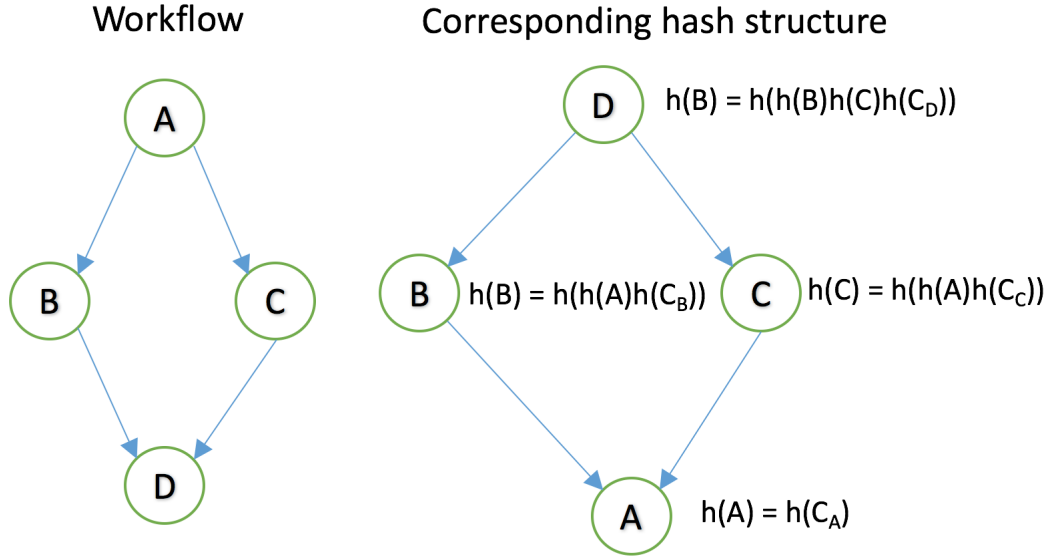 Workflow
Corresponding hash structure
A
B
C
D
D
h(B) = h(h(B)h(C)h(C_D))
B
h(B) = h(h(A)h(C_B))
C
h(C) = h(h(A)h(C_C))
A
h(A) = h(C_A)